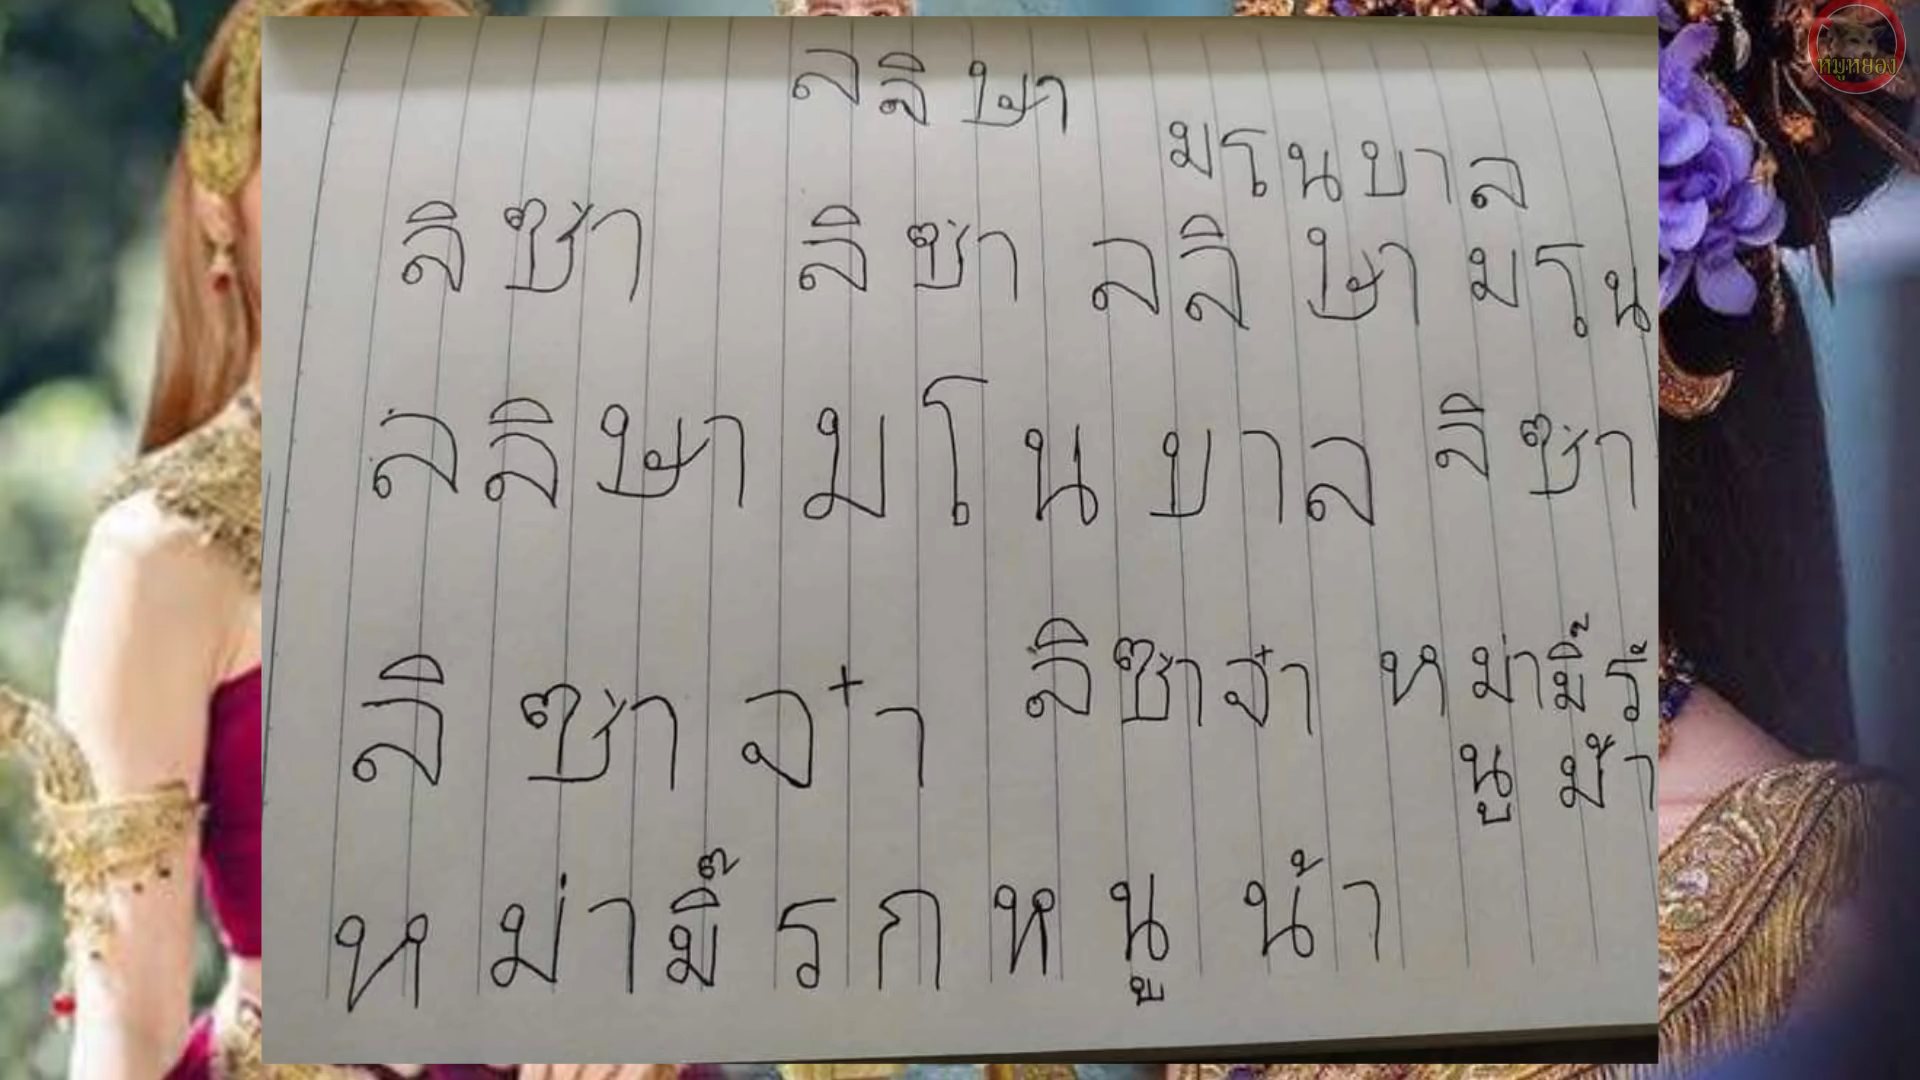 หมูหยอง
ลลิษา
มโนบาล
ลิซา ลิซา ลลิษา มโน
ลลิษา มโนบาล ลิซา
ลิซา จ๋า ลิซาจ๋า หม่ามี๊ร
นูน้า
หม่ามี๊รกหนูน้า